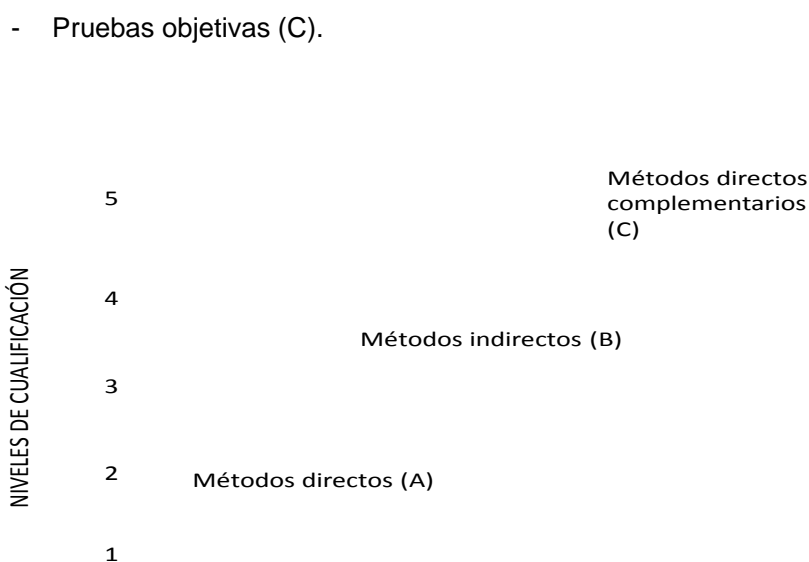 - Pruebas objetivas (C).
5
Métodos directos
complementarios
(C)
4
Métodos indirectos (B)
3
NIVELES DE CUALIFICACIÓN
2
Métodos directos (A)
1